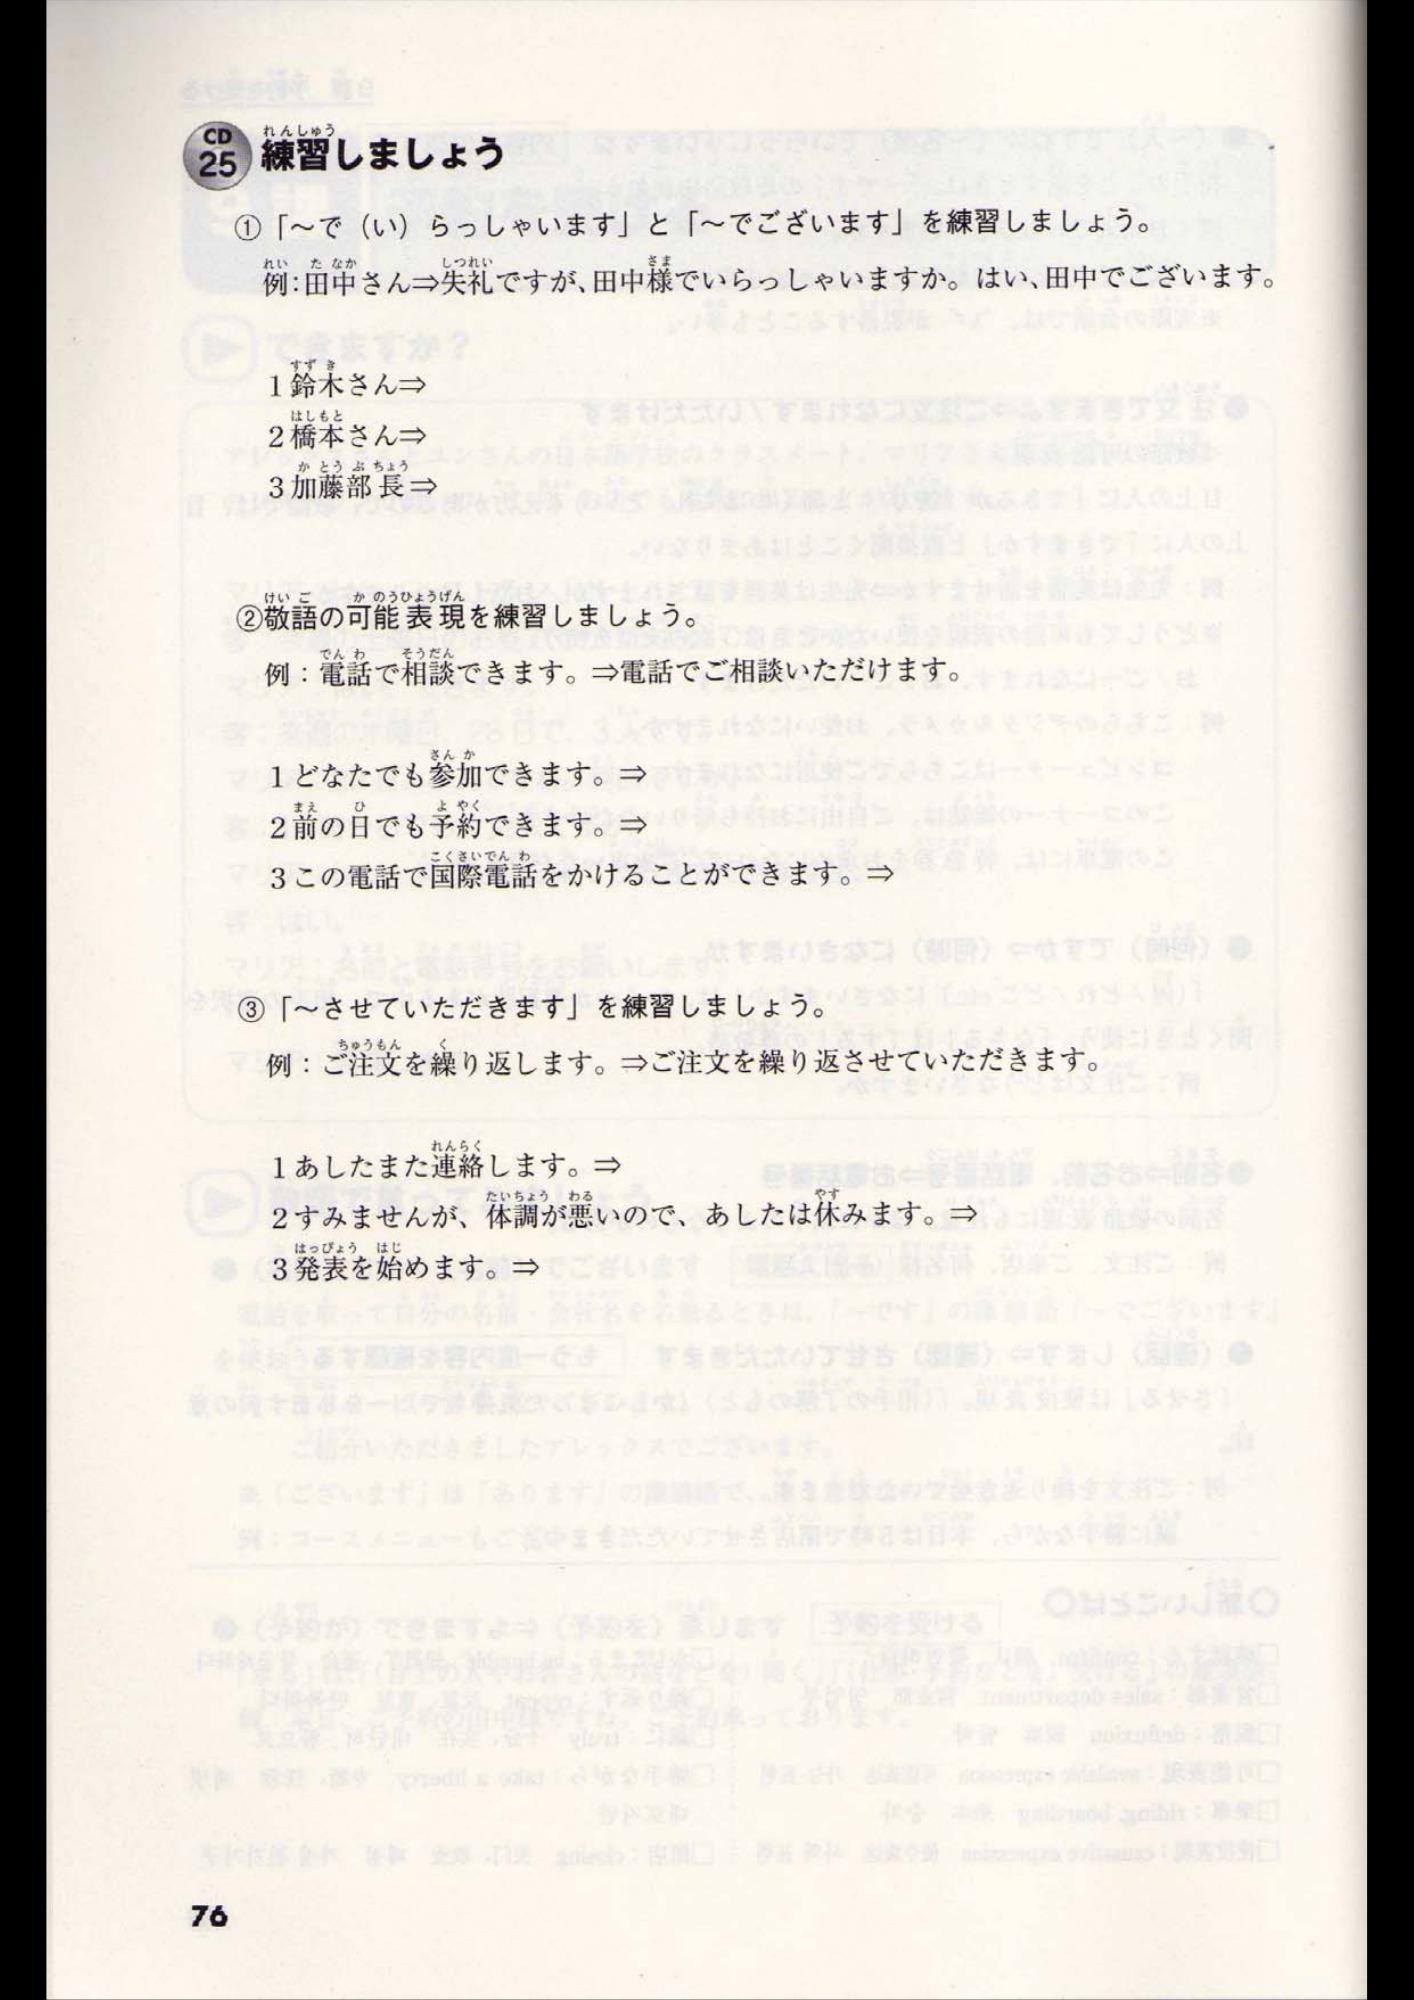 CD 25 練習しましょう
①「〜で（い）らっしゃいます」と「〜でございます」を練習しましょう。
例：田中さん⇒失礼ですが、田中様でいらっしゃいますか。はい、田中でございます。
1鈴木さん⇒
2橋本さん⇒
3加藤部長⇒
②敬語の可能表現を練習しましょう。
例：電話で相談できます。⇒電話でご相談いただけます。
1どなたでも参加できます。⇒
2前の日でも予約できます。⇒
3この電話で国際電話をかけることができます。⇒
③「〜させていただきます」を練習しましょう。
例：ご注文を繰り返します。⇒ご注文を繰り返させていただきます。
1あしたまた連絡します。⇒
2すみませんが、体調が悪いので、あしたは休みます。⇒
3発表を始めます。⇒
76